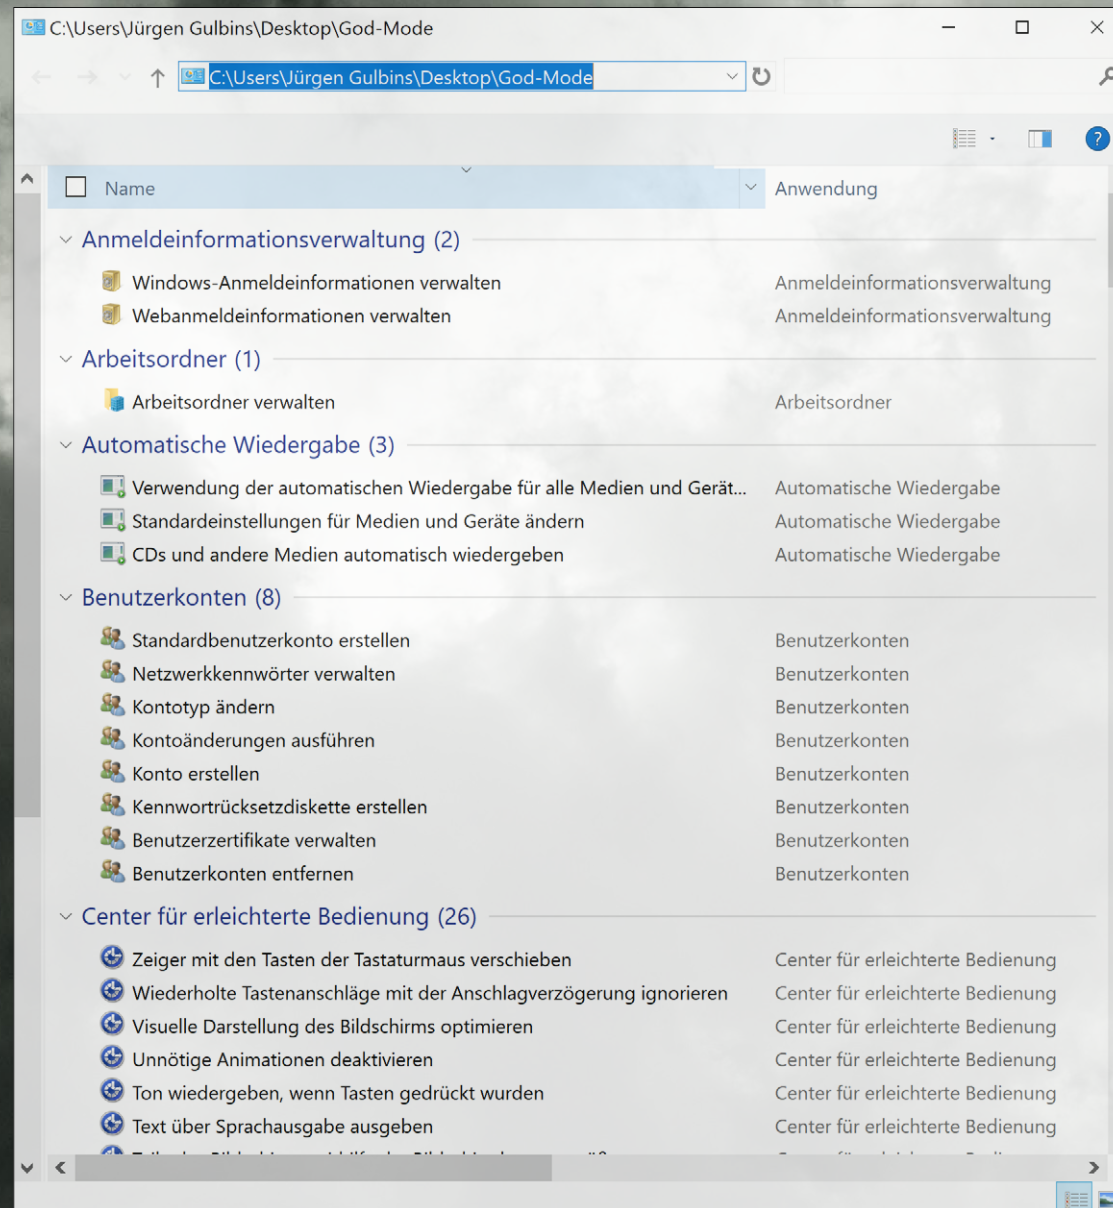 C:\Users\Jürgen Gulbins\Desktop\God-Mode
C:\Users\Jürgen Gulbins\Desktop\God-Mode
?
Name Anwendung
Anmeldeinformationsverwaltung (2)
Windows-Anmeldeinformationen verwalten Anmeldeinformationsverwaltung
Webanmeldeinformationen verwalten Anmeldeinformationsverwaltung
Arbeitsordner (1)
Arbeitsordner verwalten Arbeitsordner
Automatische Wiedergabe (3)
Verwendung der automatischen Wiedergabe für alle Medien und Gerät... Automatische Wiedergabe
Standardeinstellungen für Medien und Geräte ändern Automatische Wiedergabe
CDs und andere Medien automatisch wiedergeben Automatische Wiedergabe
Benutzerkonten (8)
Standardbenutzerkonto erstellen Benutzerkonten
Netzwerkkennwörter verwalten Benutzerkonten
Kontotyp ändern Benutzerkonten
Kontoänderungen ausführen Benutzerkonten
Konto erstellen Benutzerkonten
Kennwortrücksetzdiskette erstellen Benutzerkonten
Benutzerzertifikate verwalten Benutzerkonten
Benutzerkonten entfernen Benutzerkonten
Center für erleichterte Bedienung (26)
Zeiger mit den Tasten der Tastaturmaus verschieben Center für erleichterte Bedienung
Wiederholte Tastenanschläge mit der Anschlagverzögerung ignorieren Center für erleichterte Bedienung
Visuelle Darstellung des Bildschirms optimieren Center für erleichterte Bedienung
Unnötige Animationen deaktivieren Center für erleichterte Bedienung
Ton wiedergeben, wenn Tasten gedrückt wurden Center für erleichterte Bedienung
Text über Sprachausgabe ausgeben Center für erleichterte Bedienung